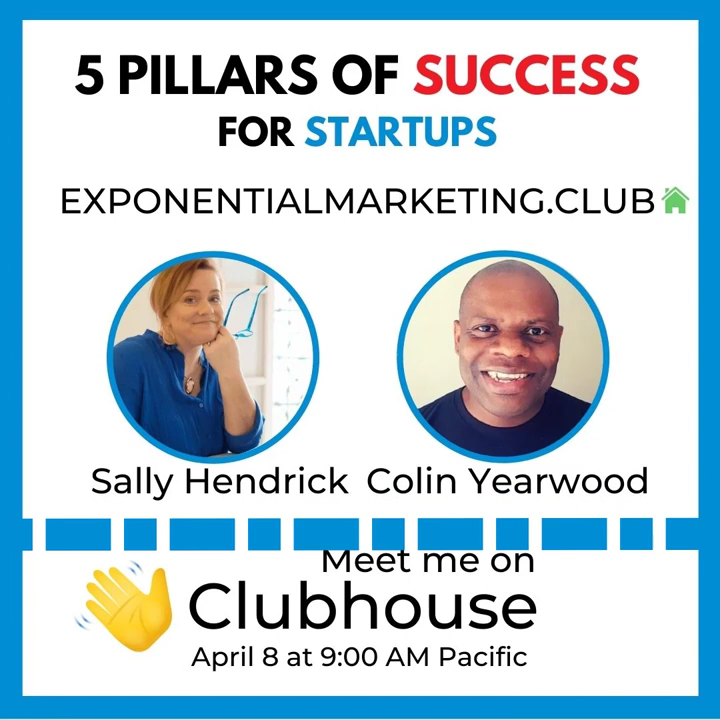 5 PILLARS OF SUCCESS
FOR STARTUPS
EXPONENTIALMARKETING.CLUB
Sally Hendrick
Colin Yearwood
Meet me on
Clubhouse
April 8 at 9:00 AM Pacific